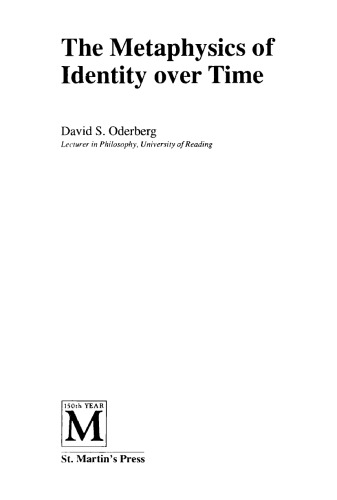 The Metaphysics of
Identity over Time
David S. Oderberg
Lecturer in Philosophy, University of Reading
150th YEAR
M
St. Martin's Press